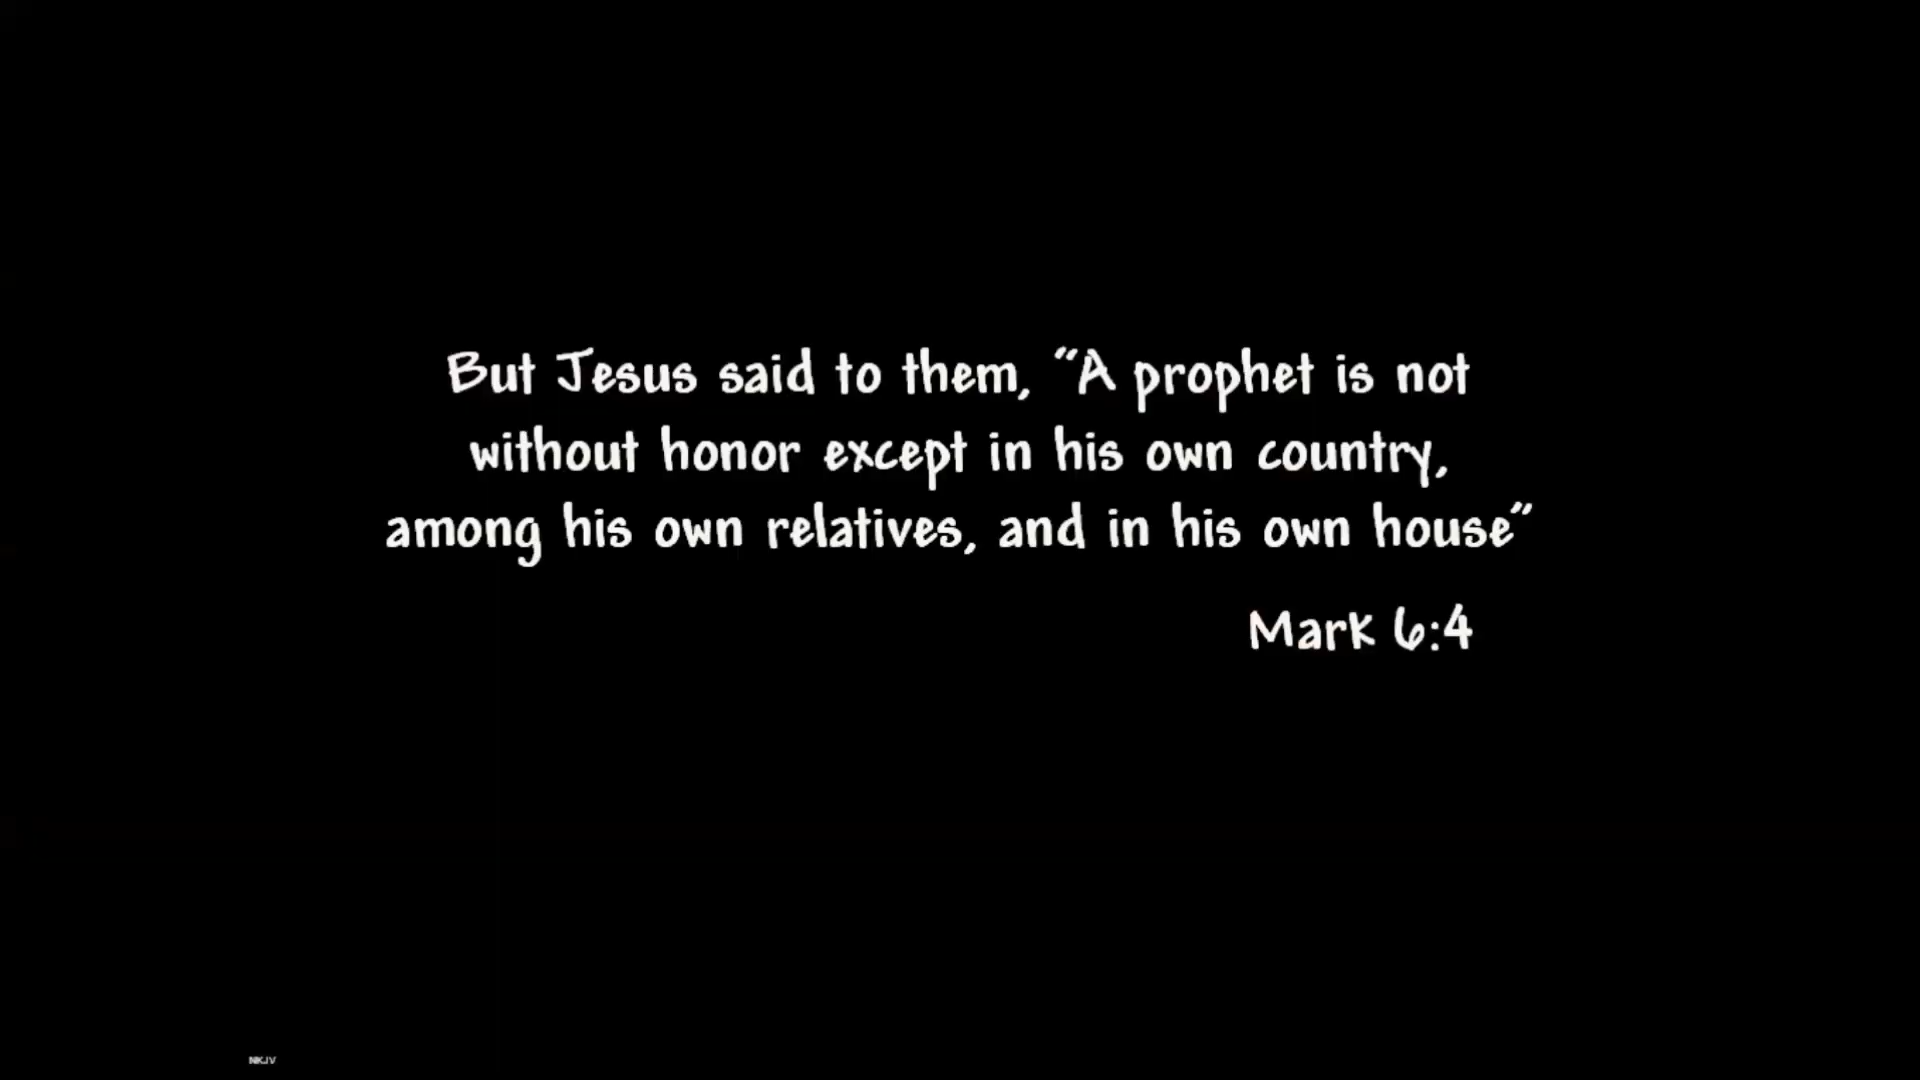 But Jesus said to them, “A prophet is not
without honor except in his own country,
among his own relatives, and in his own house”
Mark 6:4
NKJV